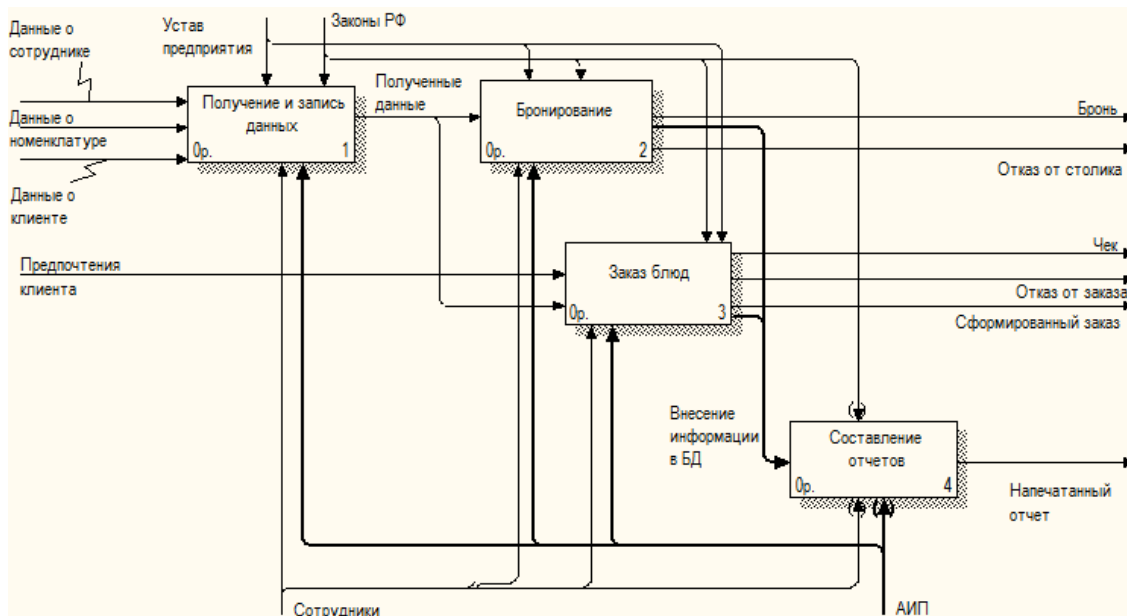 Данные о
сотруднике
Устав
предприятия
Законы РФ
Получение и запись
данных
0р.
1
Полученные
данные
Бронирование
0р.
2
Бронь
Данные о
номенклатуре
Отказ от столика
Данные о
клиенте
Предпочтения
клиента
Заказ блюд
0р.
3
Чек
Отказ от заказа
Сформированный заказ
Внесение
информации
в БД
Составление
отчетов
0р.
4
Напечатанный
отчет
Сотрудники
АИП